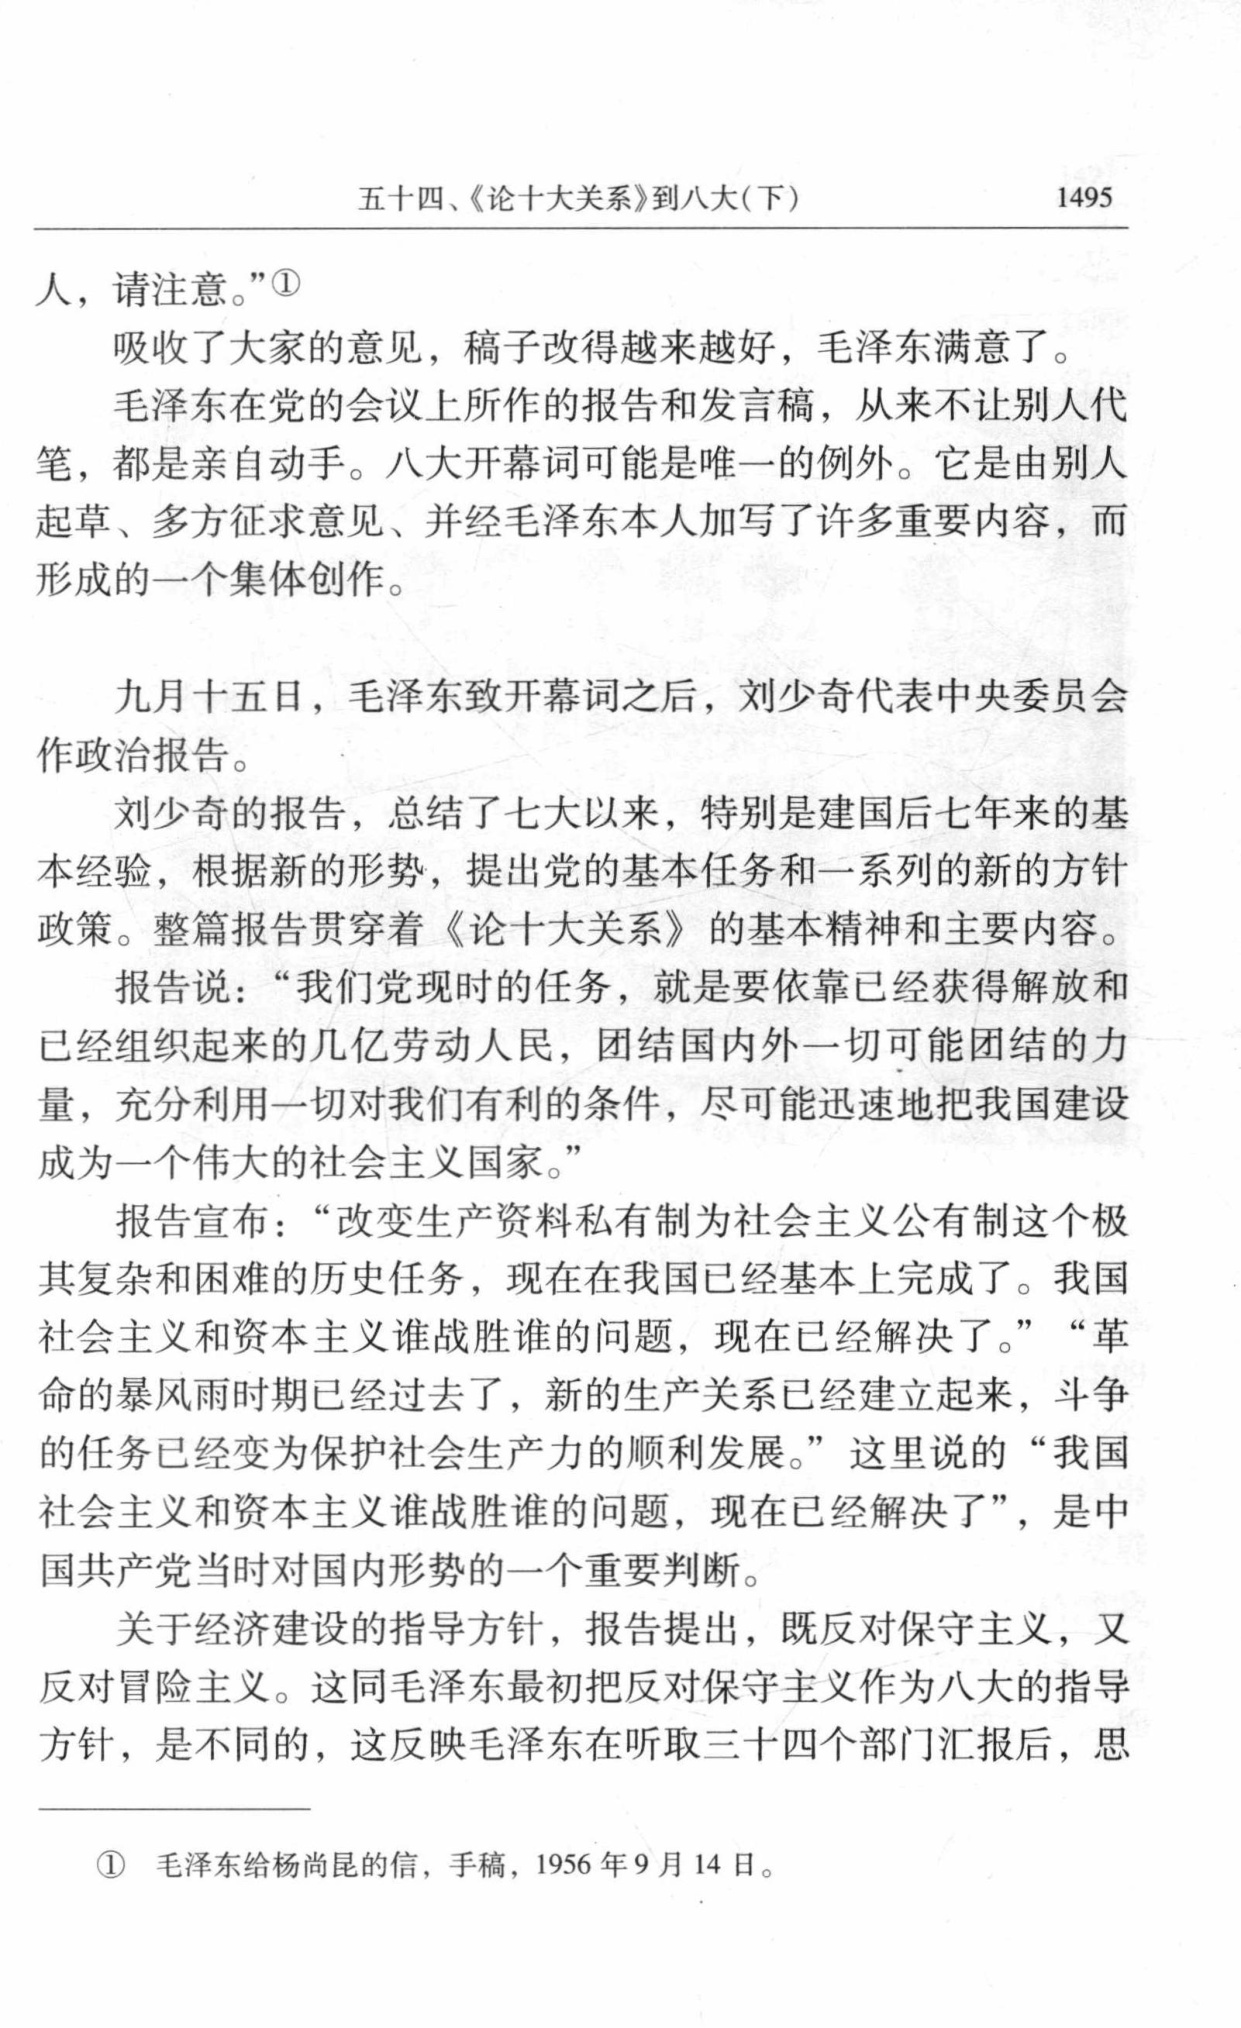 五十四、《论十大关系》到八大(下) 1495
人，请注意。”①
吸收了大家的意见，稿子改得越来越好，毛泽东满意了。
毛泽东在党的会议上所作的报告和发言稿，从来不让别人代
笔，都是亲自动手。八大开幕词可能是唯一的例外。它是由别人
起草、多方征求意见、并经毛泽东本人加写了许多重要内容，而
形成的一个集体创作。
九月十五日，毛泽东致开幕词之后，刘少奇代表中央委员会
作政治报告。
刘少奇的报告，总结了七大以来，特别是建国后七年来的基
本经验，根据新的形势，提出党的基本任务和一系列的新的方针
政策。整篇报告贯穿着《论十大关系》的基本精神和主要内容。
报告说：“我们党现时的任务，就是要依靠已经获得解放和
已经组织起来的几亿劳动人民，团结国内外一切可能团结的力
量，充分利用一切对我们有利的条件，尽可能迅速地把我国建设
成为一个伟大的社会主义国家。”
报告宣布：“改变生产资料私有制为社会主义公有制这个极
其复杂和困难的历史任务，现在在我国已经基本上完成了。我国
社会主义和资本主义谁战胜谁的问题，现在已经解决了。”“革
命的暴风雨时期已经过去了，新的生产关系已经建立起来，斗争
的任务已经变为保护社会生产力的顺利发展。”这里说的“我国
社会主义和资本主义谁战胜谁的问题，现在已经解决了”，是中
国共产党当时对国内形势的一个重要判断。
关于经济建设的指导方针，报告提出，既反对保守主义，又
反对冒险主义。这同毛泽东最初把反对保守主义作为八大的指导
方针，是不同的，这反映毛泽东在听取三十四个部门汇报后，思
① 毛泽东给杨尚昆的信，手稿，1956年9月14日。